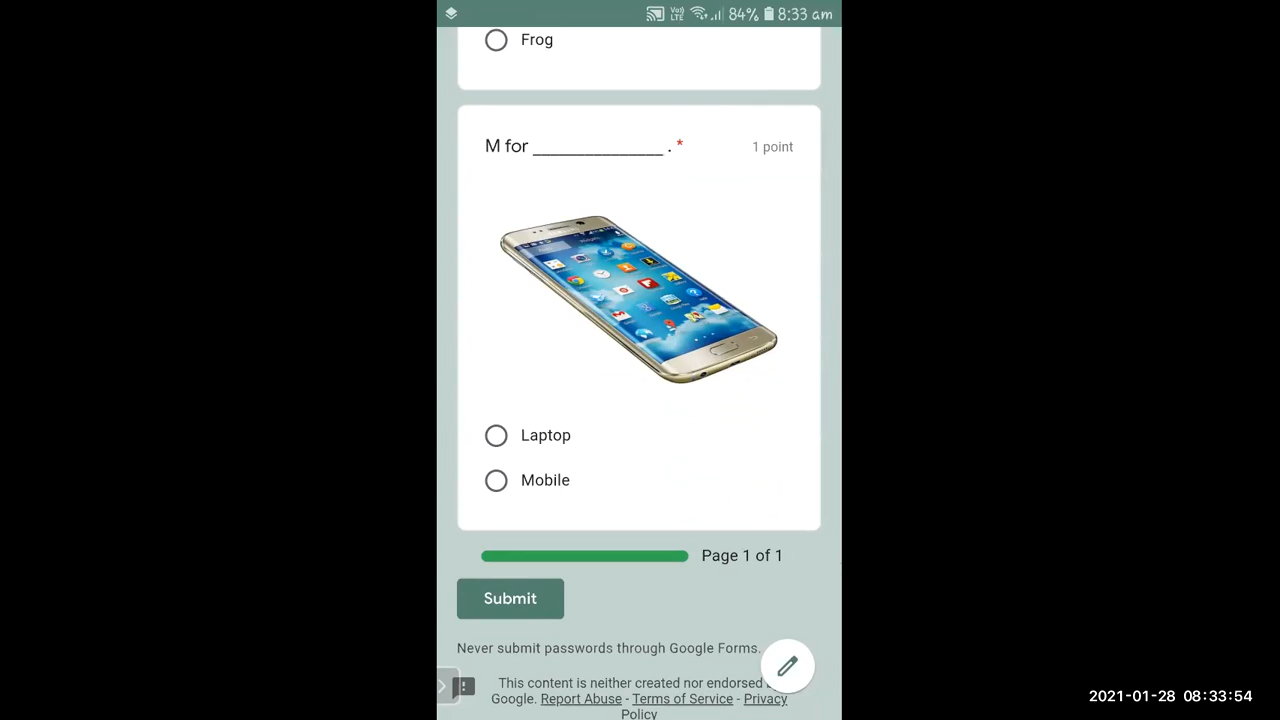 84% 8:33 am
Frog
M for _______________ . *
1 point
Laptop
Mobile
Page 1 of 1
Submit
Never submit passwords through Google Forms.
This content is neither created nor endorsed
Google. Report Abuse - Terms of Service - Privacy
Policy
2021-01-28 08:33:54